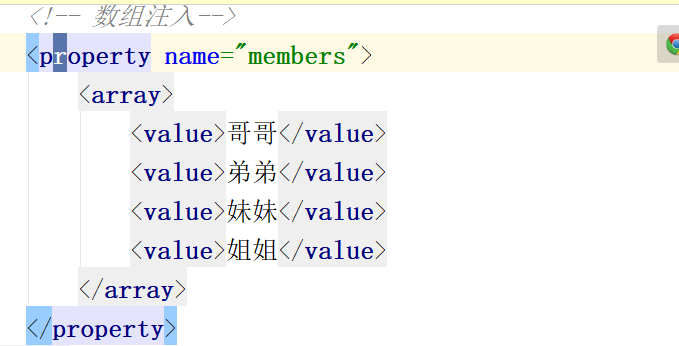 <!-- 数组注入-->
<property name="members">
<array>
<value>哥哥</value>
<value>弟弟</value>
<value>妹妹</value>
<value>姐姐</value>
</array>
</property>